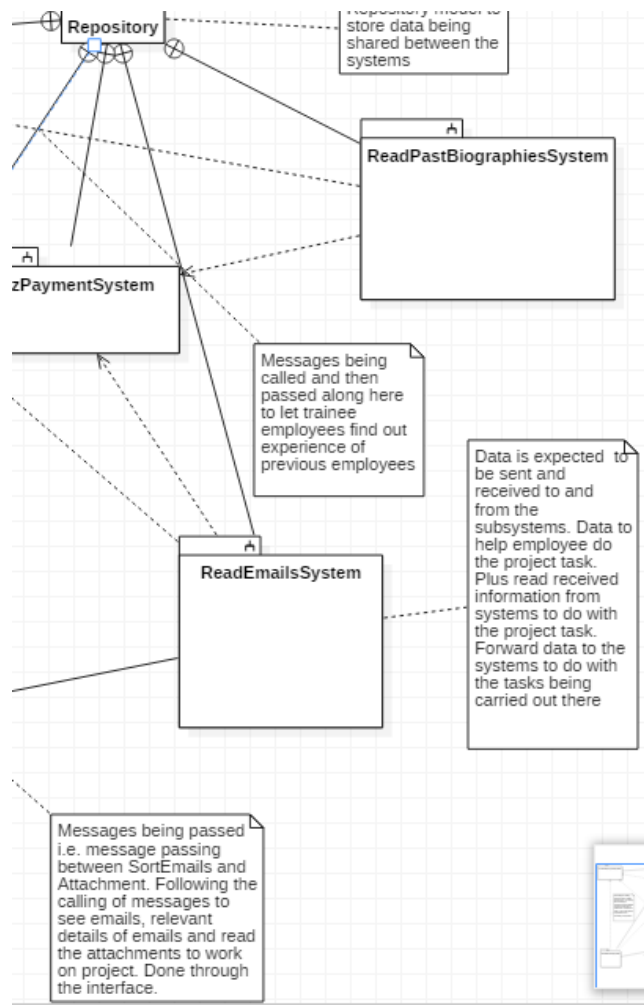 Repository
Repository model to
store data being
shared between the
systems
ReadPastBiographiesSystem
zPaymentSystem
Messages being
called and then
passed along here
to let trainee
employees find out
experience of
previous employees
Data is expected to
be sent and
received to and
from the
subsystems. Data to
help employee do
the project task.
Plus read received
information from
systems to do with
the project task.
Forward data to the
systems to do with
the tasks being
carried out there
ReadEmailsSystem
Messages being passed
i.e. message passing
between SortEmails and
Attachment. Following the
calling of messages to
see emails, relevant
details of emails and read
the attachments to work
on project. Done through
the interface.